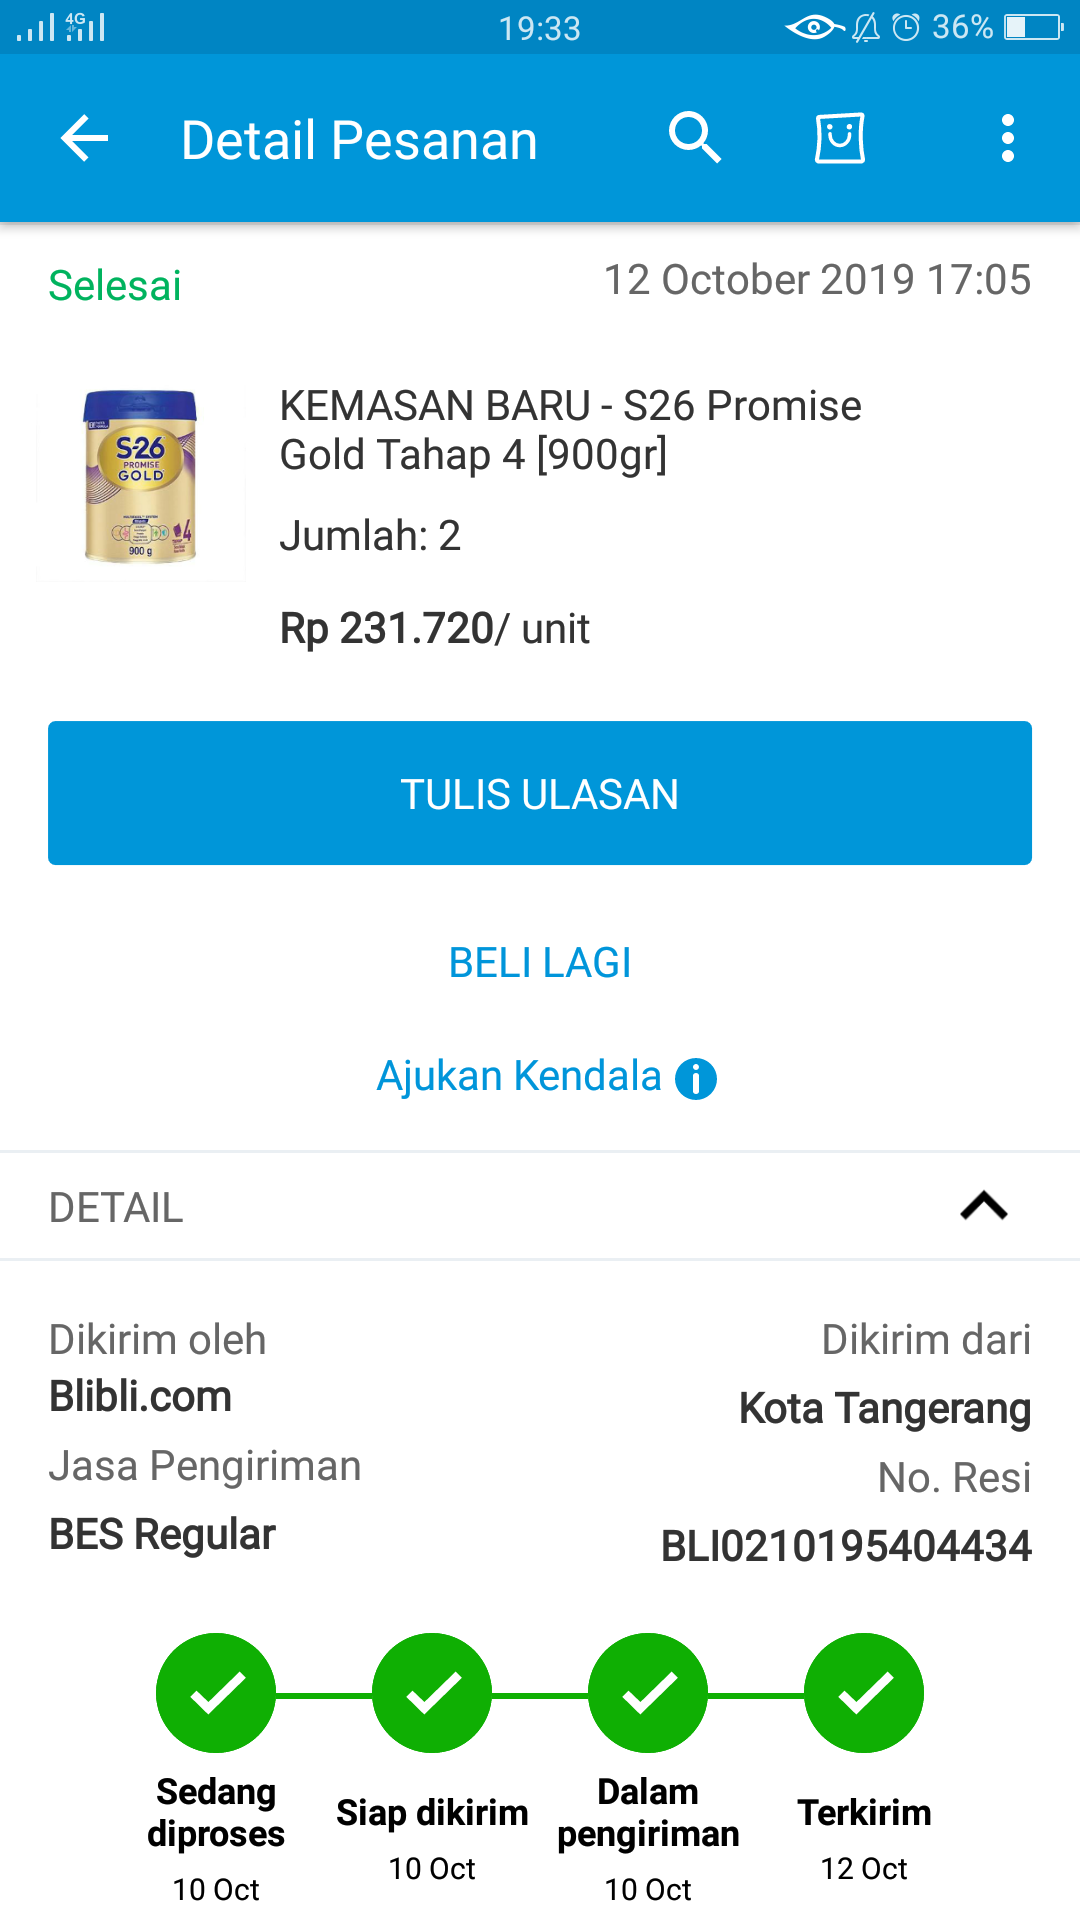 4G
19:33
36%
Detail Pesanan
Selesai
12 October 2019 17:05
S-26
PROMISE
GOLD
4
900 g
KEMASAN BARU - S26 Promise
Gold Tahap 4 [900gr]
Jumlah: 2
Rp 231.720/ unit
TULIS ULASAN
BELI LAGI
Ajukan Kendala
DETAIL
Dikirim oleh
Blibli.com
Dikirim dari
Kota Tangerang
Jasa Pengiriman
BES Regular
No. Resi
BLI0210195404434
Sedang
diproses
10 Oct
Siap dikirim
10 Oct
Dalam
pengiriman
10 Oct
Terkirim
12 Oct